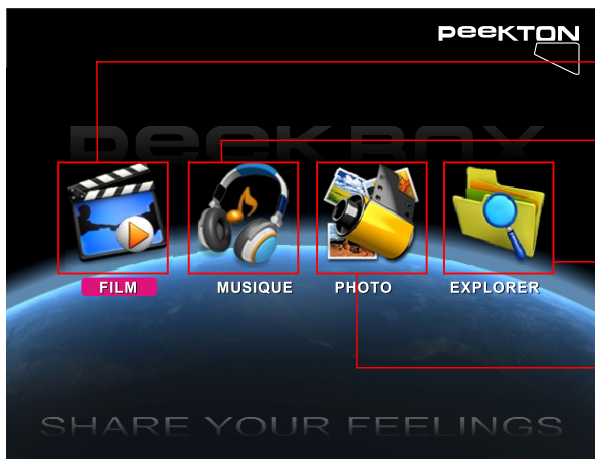 PEEKTON
PEEKBOX
FILM MUSIQUE PHOTO EXPLORER
SHARE YOUR FEELINGS